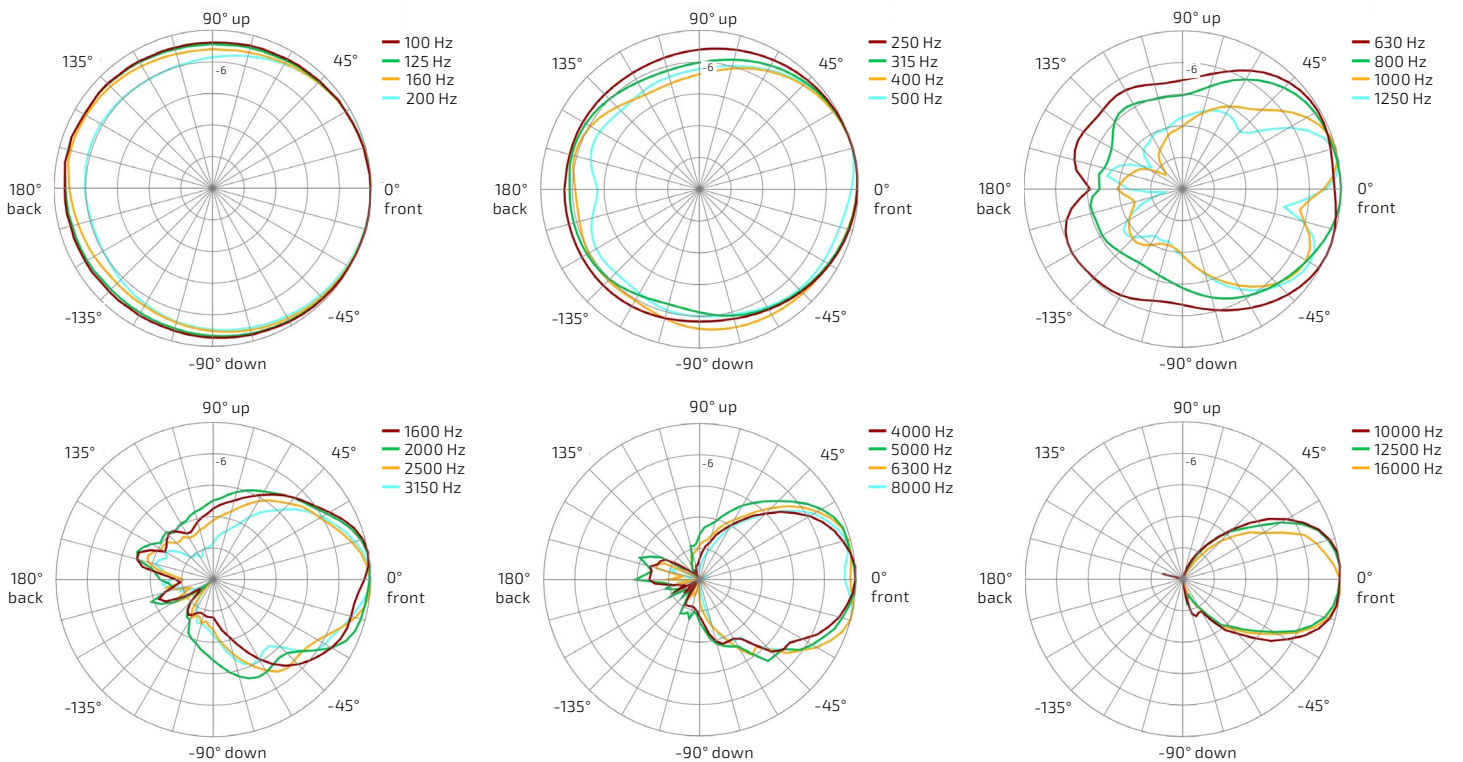 90° up
135°
45°
-6
180°
back
0°
front
-135°
-45°
-90° down
100 Hz
125 Hz
160 Hz
200 Hz
90° up
135°
45°
-6
180°
back
0°
front
-135°
-45°
-90° down
250 Hz
315 Hz
400 Hz
500 Hz
90° up
135°
45°
-6
180°
back
0°
front
-135°
-45°
-90° down
630 Hz
800 Hz
1000 Hz
1250 Hz
90° up
135°
45°
-6
180°
back
0°
front
-135°
-45°
-90° down
1600 Hz
2000 Hz
2500 Hz
3150 Hz
90° up
135°
45°
-6
180°
back
0°
front
-135°
-45°
-90° down
4000 Hz
5000 Hz
6300 Hz
8000 Hz
90° up
135°
45°
-6
180°
back
0°
front
-135°
-45°
-90° down
10000 Hz
12500 Hz
16000 Hz